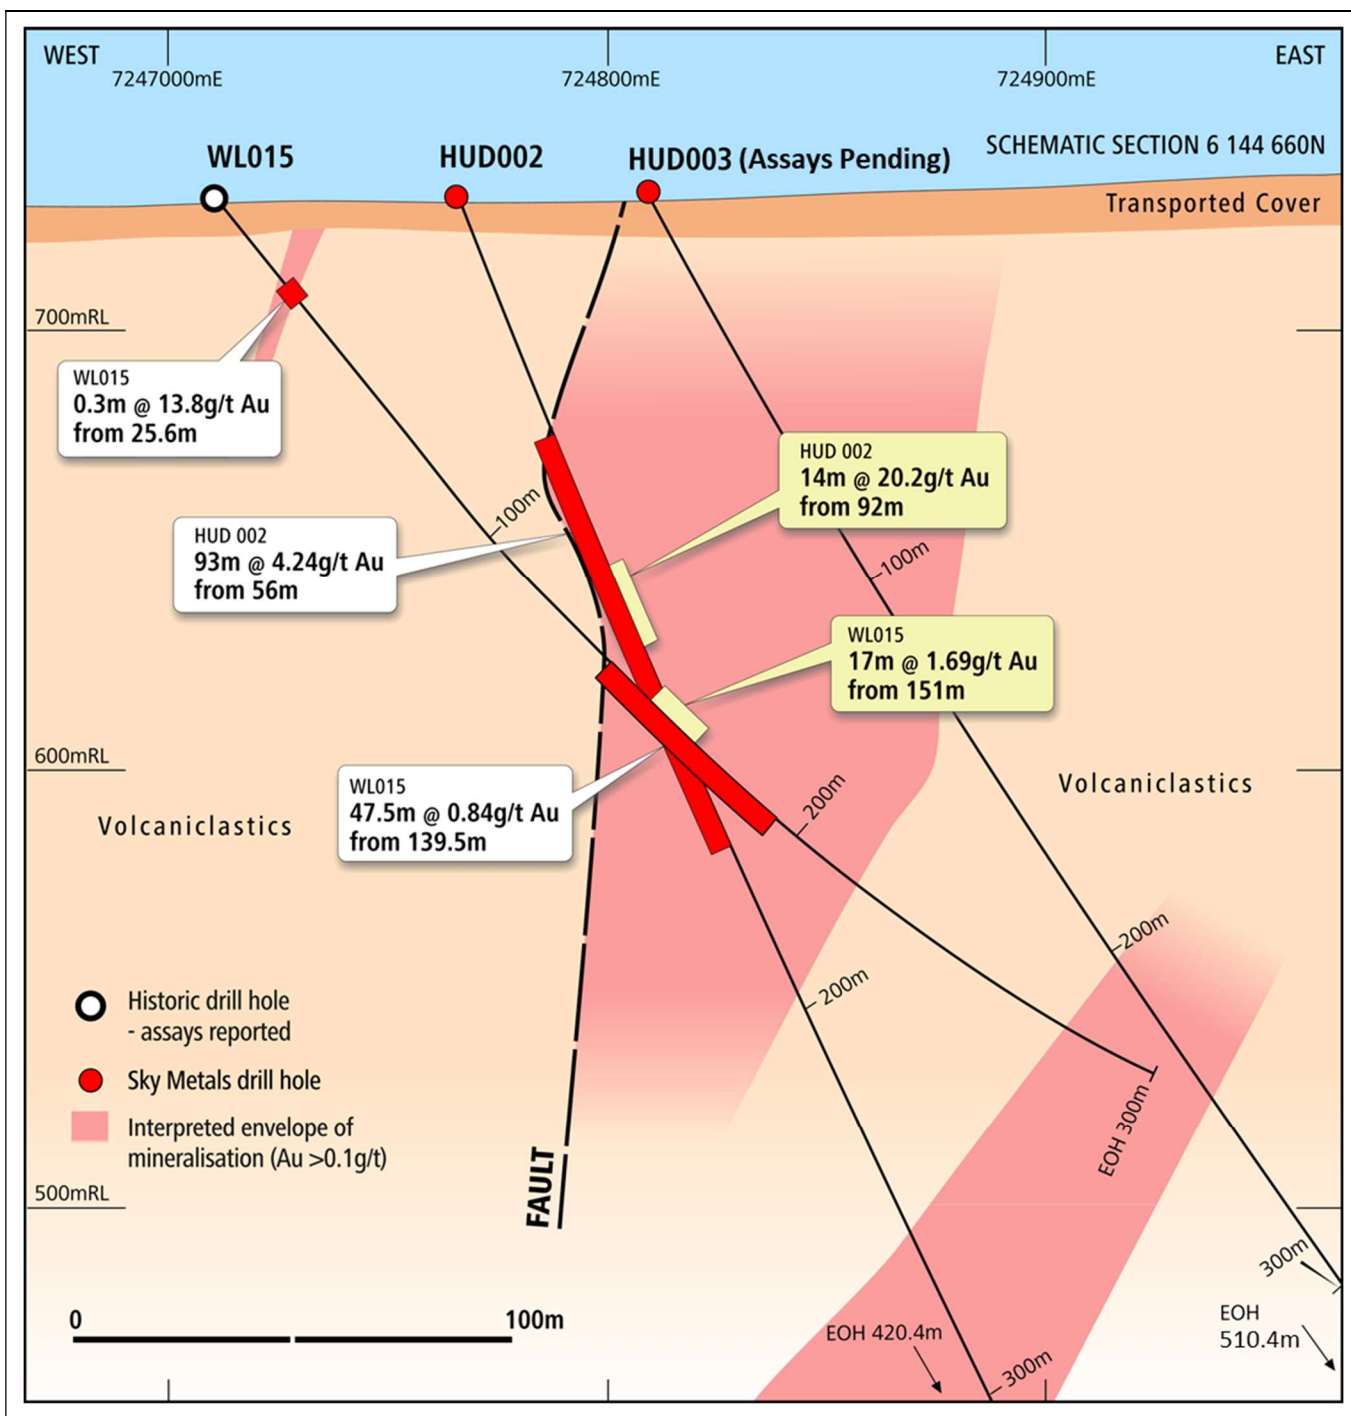 WEST
EAST
7247000mE
724800mE
724900mE
SCHEMATIC SECTION 6 144 660N
WL015
HUD002
HUD003 (Assays Pending)
Transported Cover
700mRL
WL015
0.3m @ 13.8g/t Au
from 25.6m
HUD 002
14m @ 20.2g/t Au
from 92m
100m
HUD 002
93m @ 4.24g/t Au
from 56m
100m
WL015
17m @ 1.69g/t Au
from 151m
600mRL
WL015
47.5m @ 0.84g/t Au
from 139.5m
200m
Volcaniclastics
Volcaniclastics
200m
200m
Historic drill hole
- assays reported
Sky Metals drill hole
Interpreted envelope of
mineralisation (Au >0.1g/t)
EOH 300m
FAULT
500mRL
300m
0
100m
EOH 420.4m
EOH
510.4m
300m